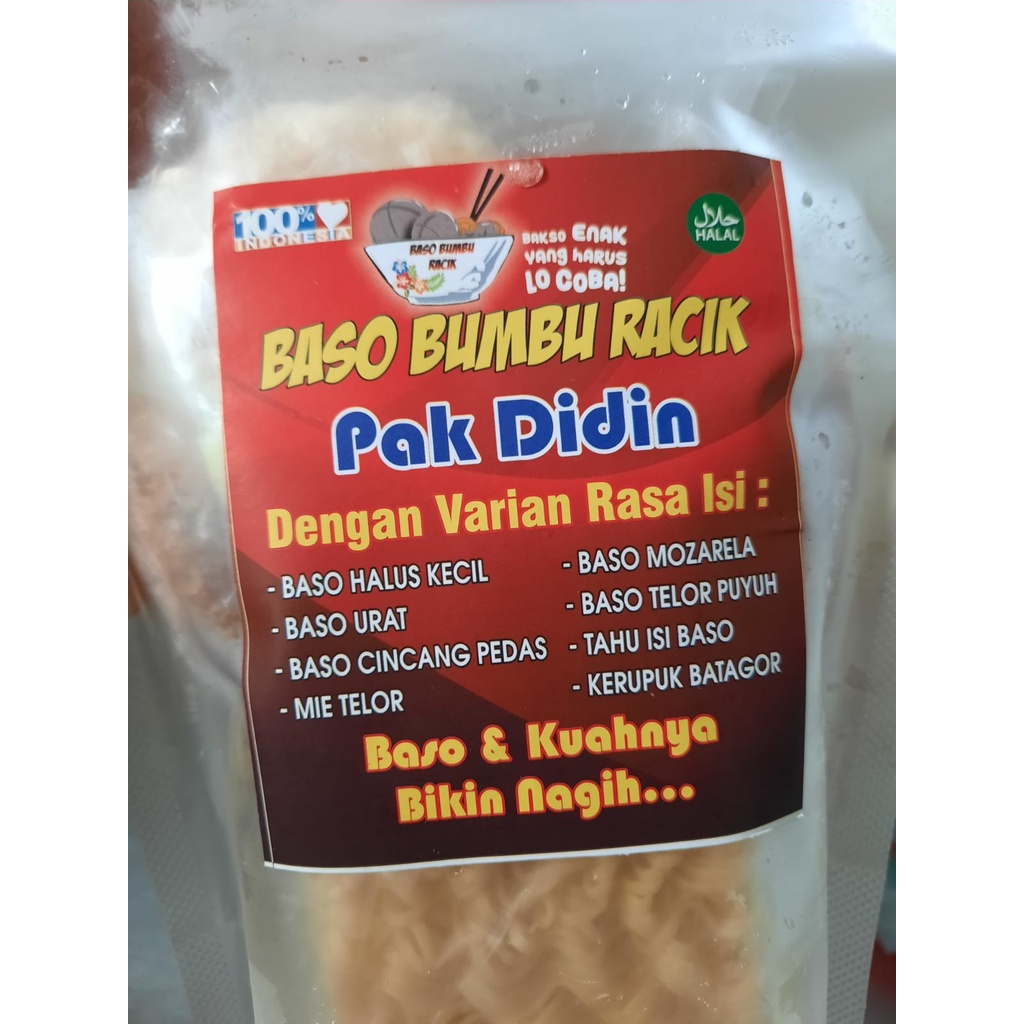 100%
INDONESIA
BASO BUMBU
RACIK
BAKSO ENAK
YANG HARUS
LO COBA!
حلال
HALAL
BASO BUMBU RACIK
Pak Didin
Dengan Varian Rasa Isi :
- BASO HALUS KECIL
- BASO URAT
- BASO CINCANG PEDAS
- MIE TELOR
- BASO MOZARELA
- BASO TELOR PUYUH
- TAHU ISI BASO
- KERUPUK BATAGOR
Baso & Kuahnya
Bikin Nagih...